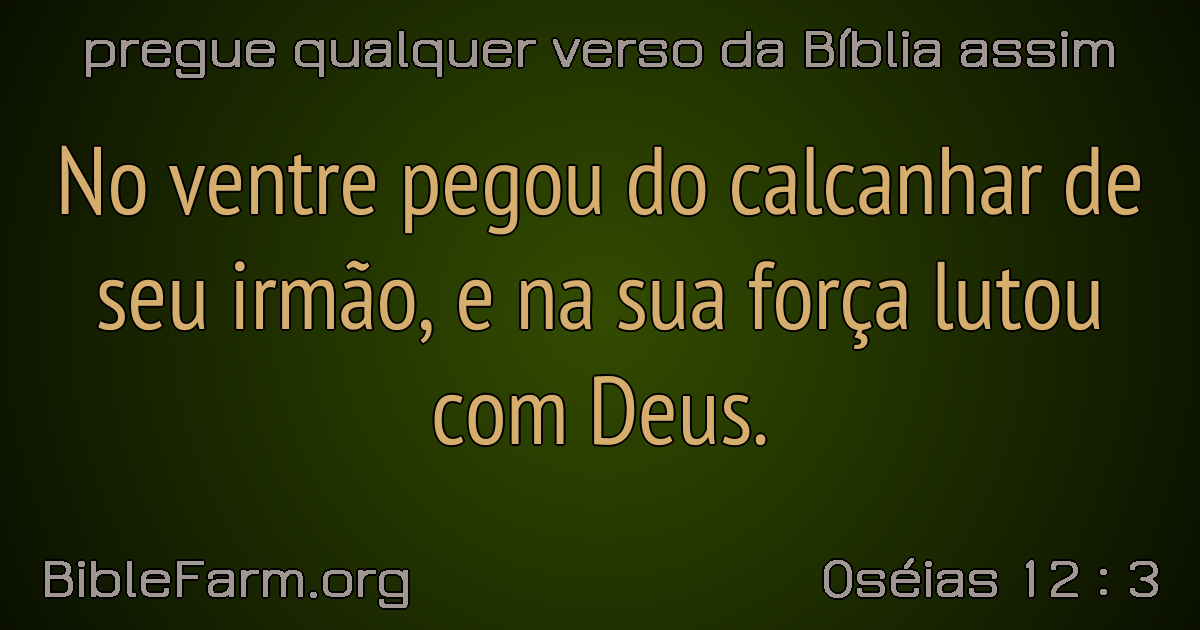 pregue qualquer verso da Bíblia assim
No ventre pegou do calcanhar de
seu irmão, e na sua força lutou
com Deus.
BibleFarm.org
Oséias 12 : 3